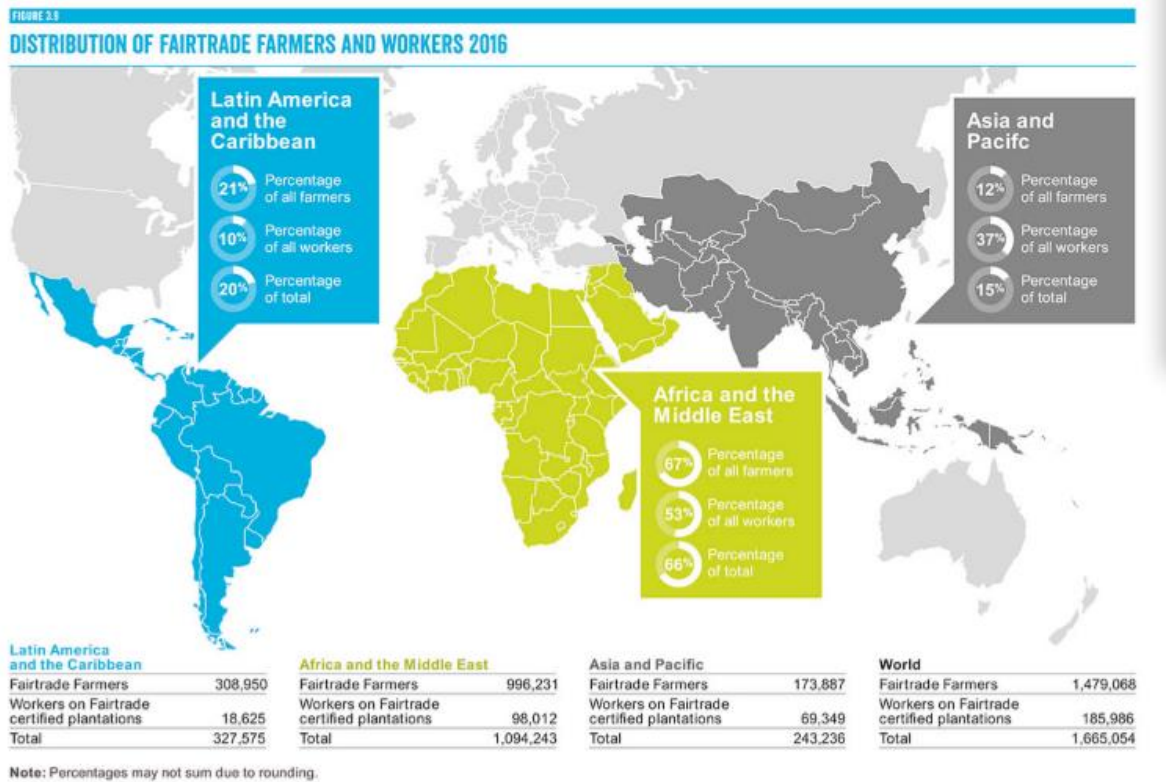 FIGURE 3.9
DISTRIBUTION OF FAIRTRADE FARMERS AND WORKERS 2016
Latin America
and the
Caribbean
21% Percentage
of all farmers
10% Percentage
of all workers
20% Percentage
of total
Asia and
Pacifc
12% Percentage
of all farmers
37% Percentage
of all workers
15% Percentage
of total
Africa and the
Middle East
67% Percentage
of all farmers
53% Percentage
of all workers
66% Percentage
of total
Latin America
and the Caribbean
Fairtrade Farmers 308,950
Workers on Fairtrade
certified plantations 18,625
Total 327,575
Africa and the Middle East
Fairtrade Farmers 996,231
Workers on Fairtrade
certified plantations 98,012
Total 1,094,243
Asia and Pacific
Fairtrade Farmers 173,887
Workers on Fairtrade
certified plantations 69,349
Total 243,236
World
Fairtrade Farmers 1,479,068
Workers on Fairtrade
certified plantations 185,986
Total 1,665,054
Note: Percentages may not sum due to rounding.